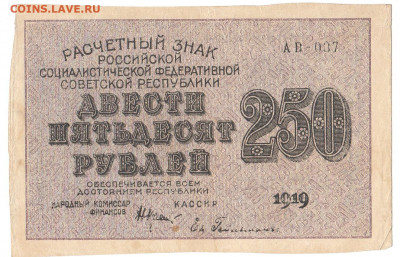 COINS.LAVE.RU
РАСЧЕТНЫЙ ЗНАК
РОССИЙСКОЙ
СОЦИАЛИСТИЧЕСКОЙ ФЕДЕРАТИВНОЙ
СОВЕТСКОЙ РЕСПУБЛИКИ
АВ-037
ДВЕСТИ
ПЯТЬДЕСЯТ
РУБЛЕЙ
250
ОБЕСПЕЧИВАЕТСЯ ВСЕМ
ДОСТОЯНИЕМ РЕСПУБЛИКИ
НАРОДНЫЙ КОМИССАР
ФИНАНСОВ
КАССИР
1919